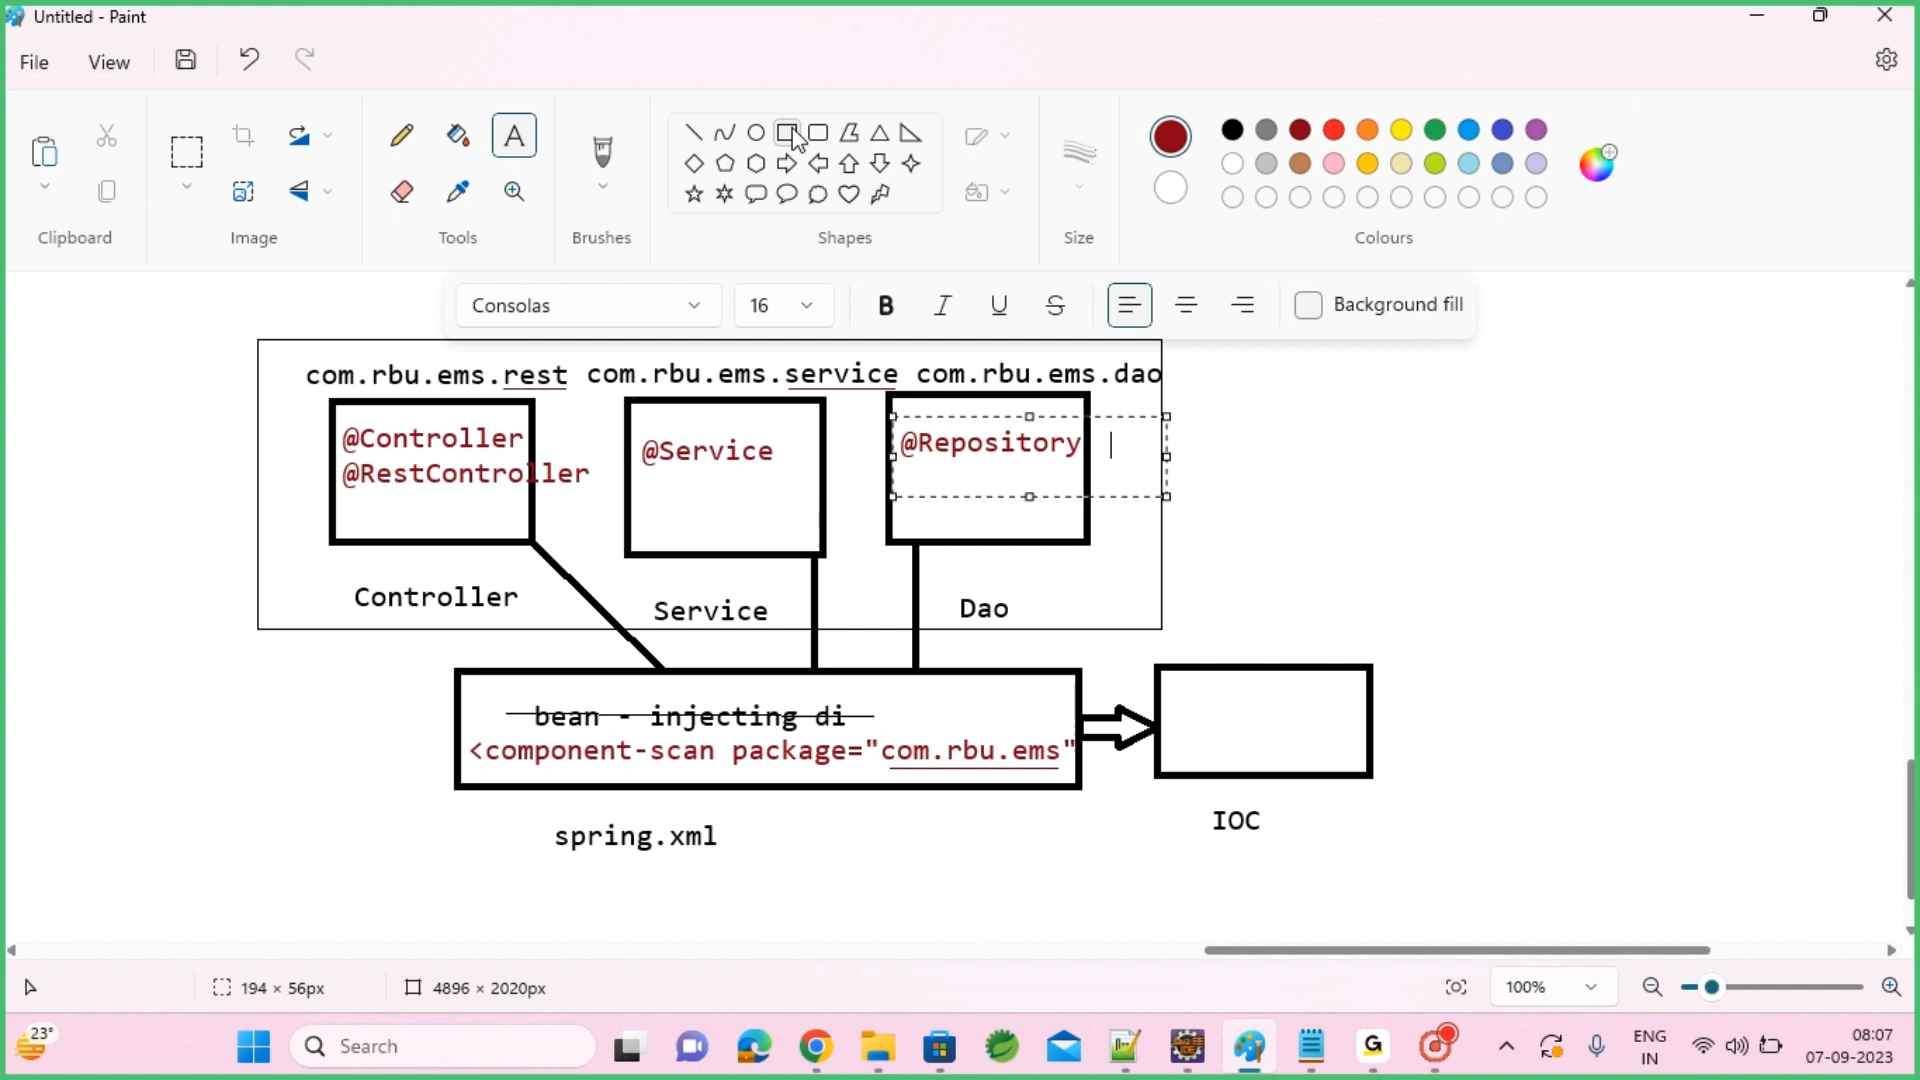 Untitled - Paint
File View
Clipboard
Image
Tools
Brushes
Shapes
Size
Colours
Consolas
16
B I U S
Background fill
com.rbu.ems.rest com.rbu.ems.service com.rbu.ems.dao
@Controller
@RestController
@Service
@Repository
Controller
Service
Dao
bean - injecting di
<component-scan package="com.rbu.ems"
spring.xml
IOC
194 × 56px
4896 × 2020px
100%
23°
Search
ENG
IN
08:07
07-09-2023